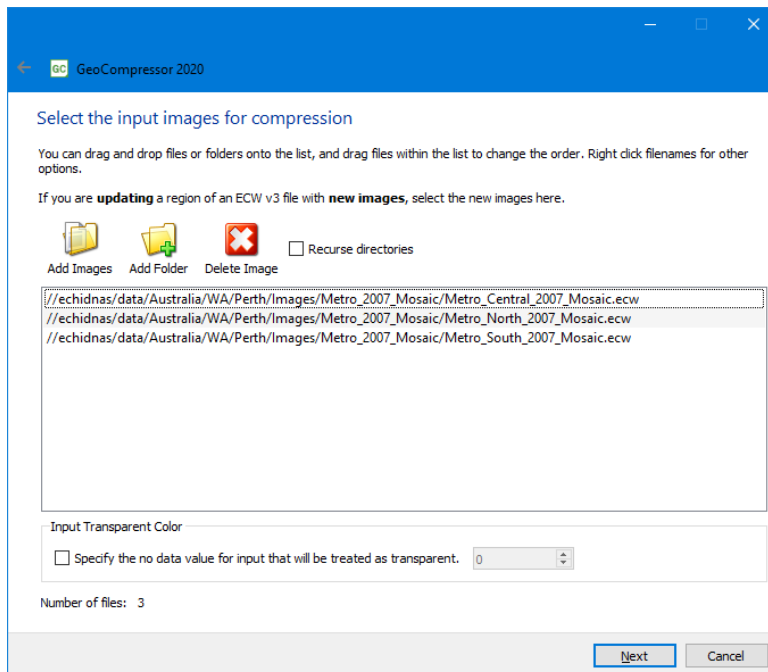 GC GeoCompressor 2020
Select the input images for compression
You can drag and drop files or folders onto the list, and drag files within the list to change the order. Right click filenames for other
options.
If you are updating a region of an ECW v3 file with new images, select the new images here.
Add Images Add Folder Delete Image Recurse directories
//echidnas/data/Australia/WA/Perth/Images/Metro_2007_Mosaic/Metro_Central_2007_Mosaic.ecw
//echidnas/data/Australia/WA/Perth/Images/Metro_2007_Mosaic/Metro_North_2007_Mosaic.ecw
//echidnas/data/Australia/WA/Perth/Images/Metro_2007_Mosaic/Metro_South_2007_Mosaic.ecw
Input Transparent Color
Specify the no data value for input that will be treated as transparent. 0
Number of files: 3
Next Cancel